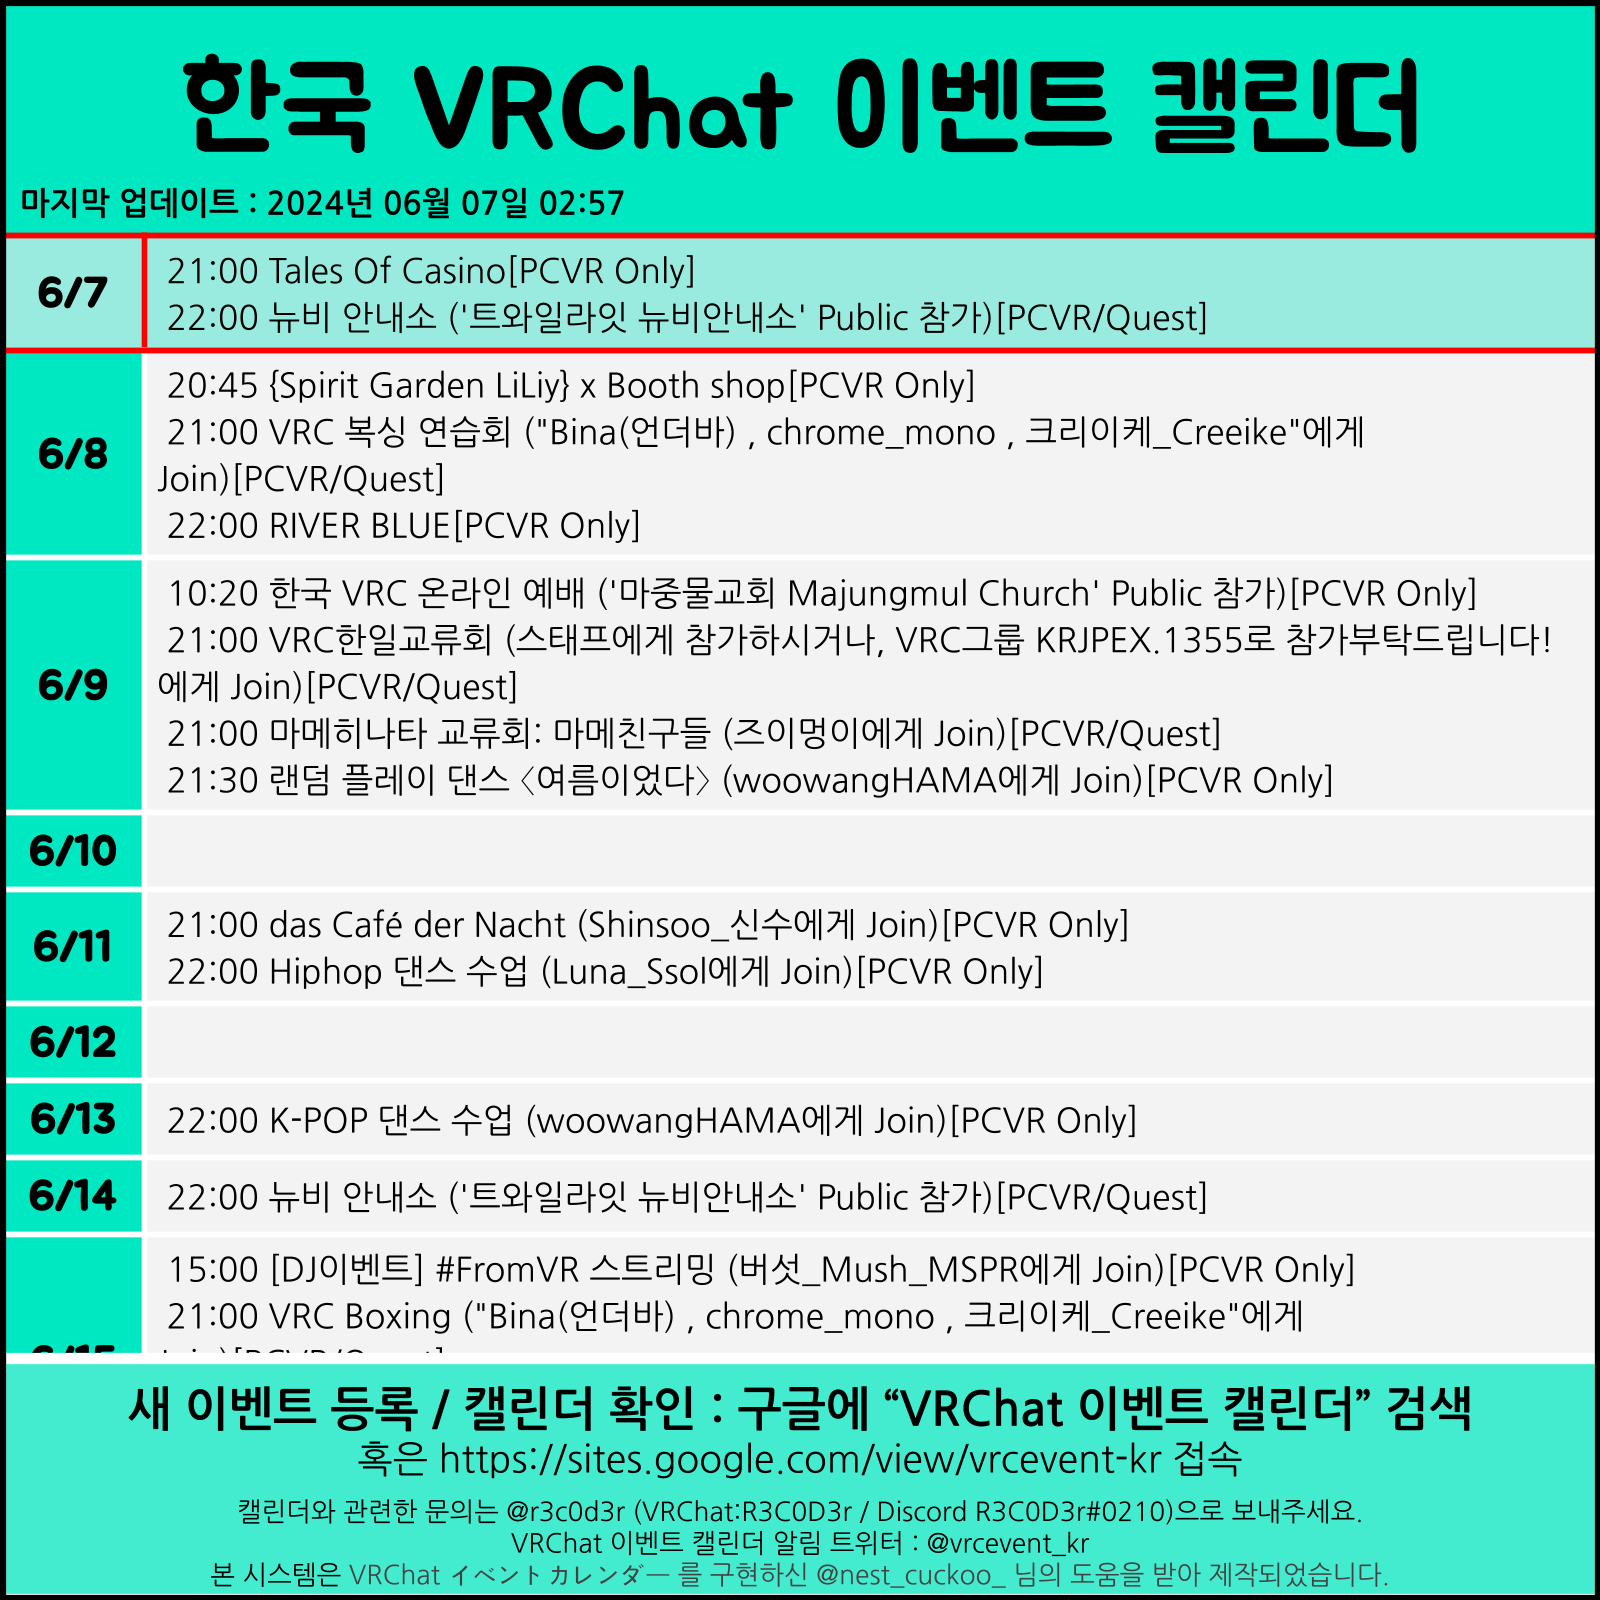 한국 VRChat 이벤트 캘린더
마지막 업데이트 : 2024년 06월 07일 02:57
6/7
21:00 Tales Of Casino[PCVR Only]
22:00 뉴비 안내소 ('트와일라잇 뉴비안내소' Public 참가)[PCVR/Quest]
6/8
20:45 {Spirit Garden LiLiy} x Booth shop[PCVR Only]
21:00 VRC 복싱 연습회 ("Bina(언더바) , chrome_mono , 크리이케_Creeike"에게
Join)[PCVR/Quest]
22:00 RIVER BLUE[PCVR Only]
6/9
10:20 한국 VRC 온라인 예배 ('마중물교회 Majungmul Church' Public 참가)[PCVR Only]
21:00 VRC한일교류회 (스태프에게 참가하시거나, VRC그룹 KRJPEX.1355로 참가부탁드립니다!
에게 Join)[PCVR/Quest]
21:00 마메히나타 교류회: 마메친구들 (즈이멍이에게 Join)[PCVR/Quest]
21:30 랜덤 플레이 댄스 〈여름이었다〉 (woowangHAMA에게 Join)[PCVR Only]
6/10
6/11
21:00 das Café der Nacht (Shinsoo_신수에게 Join)[PCVR Only]
22:00 Hiphop 댄스 수업 (Luna_Ssol에게 Join)[PCVR Only]
6/12
6/13
22:00 K-POP 댄스 수업 (woowangHAMA에게 Join)[PCVR Only]
6/14
22:00 뉴비 안내소 ('트와일라잇 뉴비안내소' Public 참가)[PCVR/Quest]
6/15
15:00 [DJ이벤트] #FromVR 스트리밍 (버섯_Mush_MSPR에게 Join)[PCVR Only]
21:00 VRC Boxing ("Bina(언더바) , chrome_mono , 크리이케_Creeike"에게
Join)[PCVR/Quest]
새 이벤트 등록 / 캘린더 확인 : 구글에 “VRChat 이벤트 캘린더” 검색
혹은 https://sites.google.com/view/vrcevent-kr 접속
캘린더와 관련한 문의는 @r3c0d3r (VRChat:R3C0D3r / Discord R3C0D3r#0210)으로 보내주세요.
VRChat 이벤트 캘린더 알림 트위터 : @vrcevent_kr
본 시스템은 VRChat イベントカレンダー 를 구현하신 @nest_cuckoo_ 님의 도움을 받아 제작되었습니다.